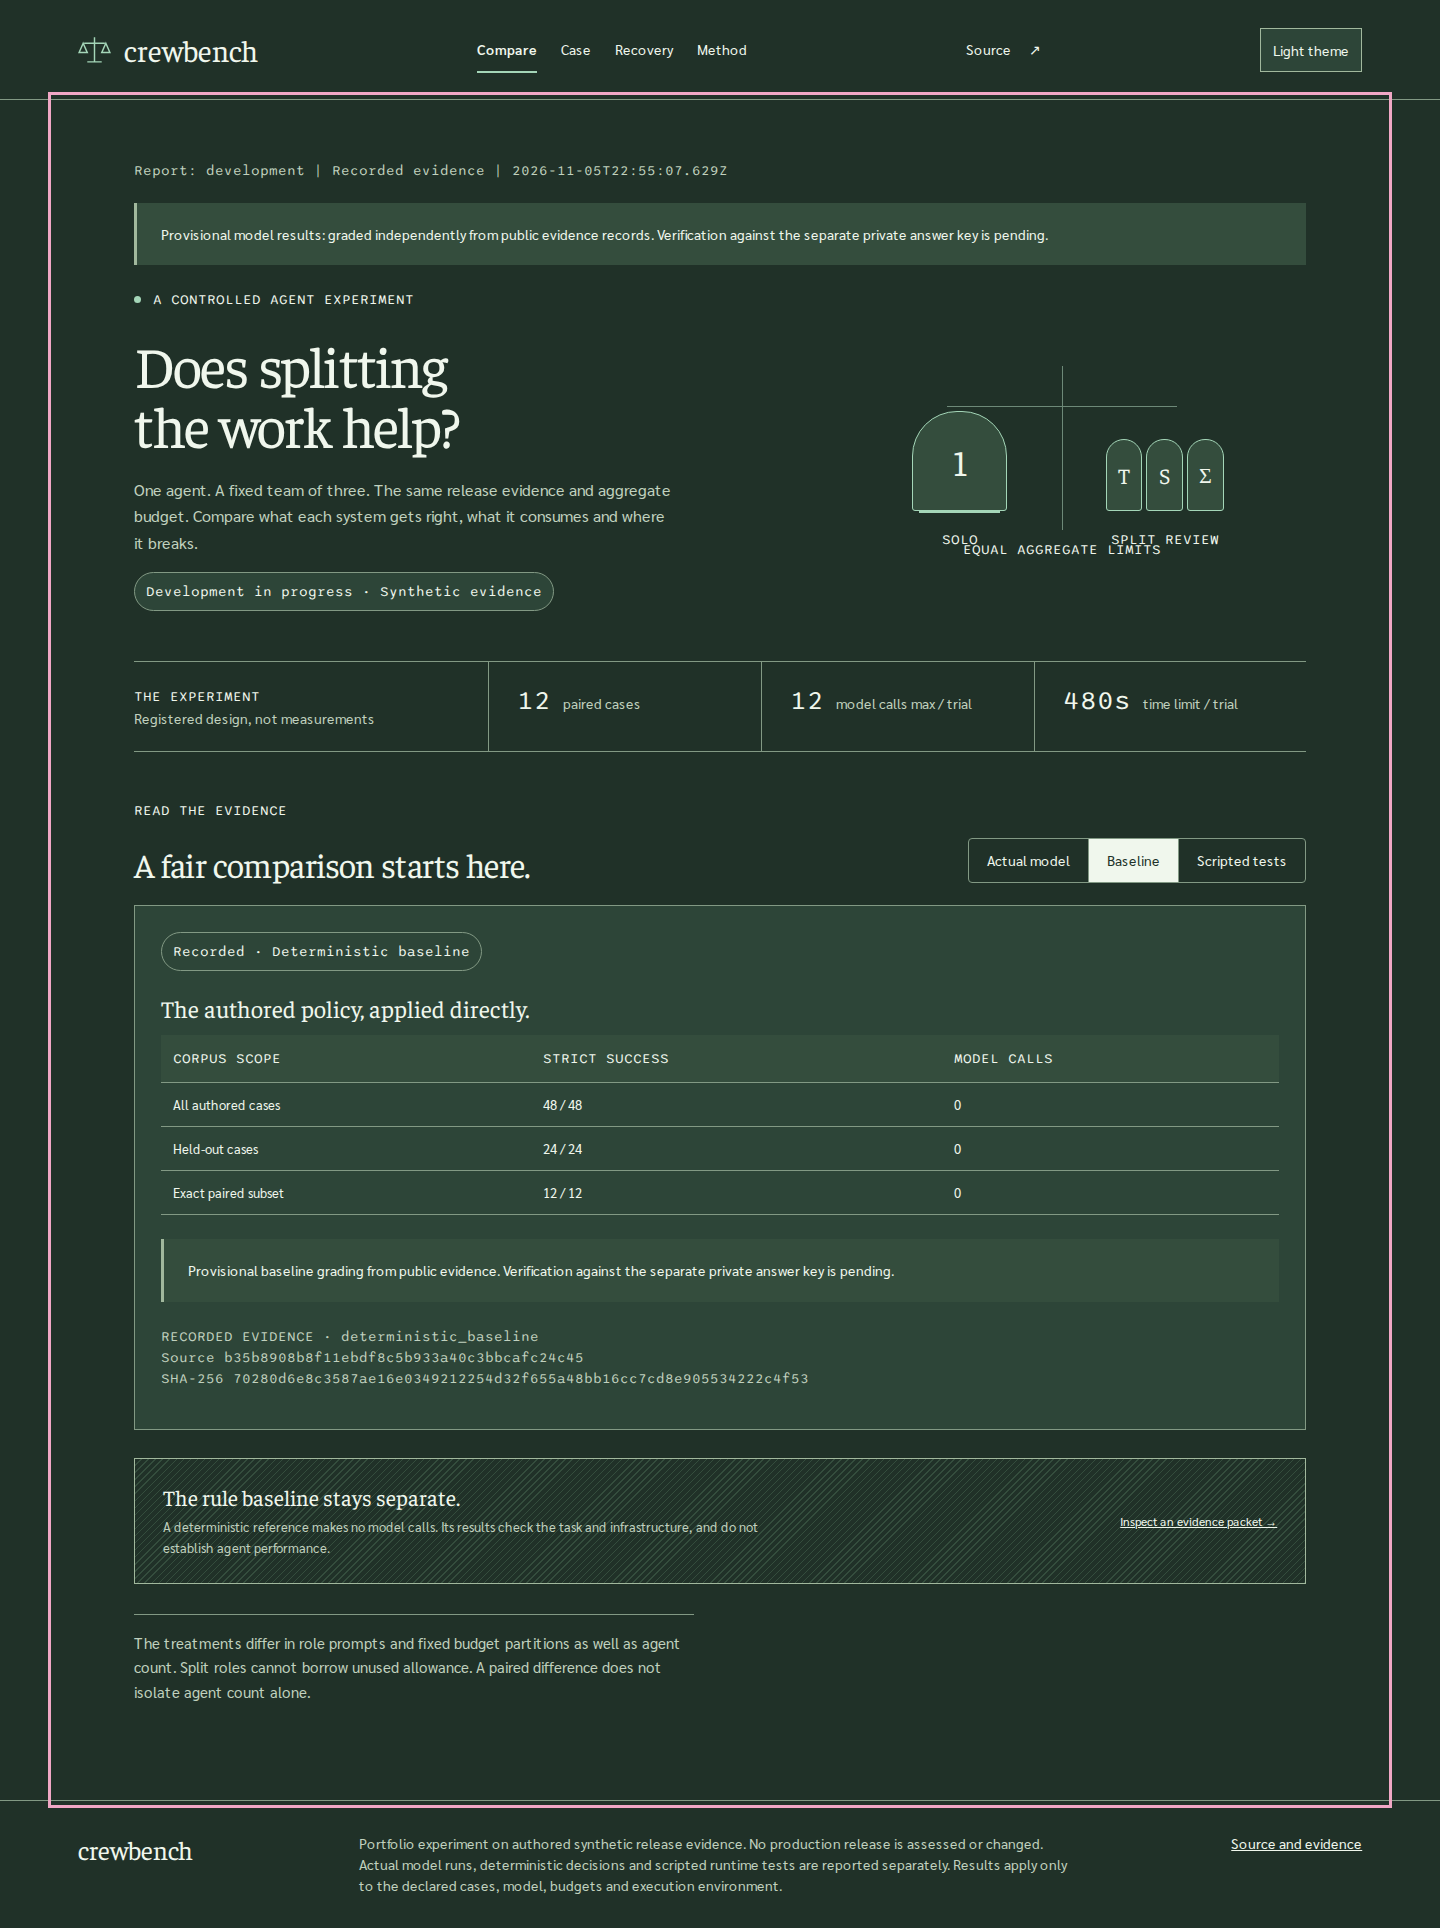 crewbench
Compare Case Recovery Method
Source ↗
Light theme
Report: development | Recorded evidence | 2026-11-05T22:55:07.629Z
Provisional model results: graded independently from public evidence records. Verification against the separate private answer key is pending.
A CONTROLLED AGENT EXPERIMENT
Does splitting
the work help?
One agent. A fixed team of three. The same release evidence and aggregate
budget. Compare what each system gets right, what it consumes and where
it breaks.
Development in progress · Synthetic evidence
1
T S Σ
SOLO
SPLIT REVIEW
EQUAL AGGREGATE LIMITS
THE EXPERIMENT
Registered design, not measurements
12 paired cases
12 model calls max / trial
480s time limit / trial
READ THE EVIDENCE
A fair comparison starts here.
Actual model Baseline Scripted tests
Recorded · Deterministic baseline
The authored policy, applied directly.
CORPUS SCOPE STRICT SUCCESS MODEL CALLS
All authored cases 48 / 48 0
Held-out cases 24 / 24 0
Exact paired subset 12 / 12 0
Provisional baseline grading from public evidence. Verification against the separate private answer key is pending.
RECORDED EVIDENCE · deterministic_baseline
Source b35b8908b8f11ebdf8c5b933a40c3bbcafc24c45
SHA-256 70280d6e8c3587ae16e0349212254d32f655a48bb16cc7cd8e905534222c4f53
The rule baseline stays separate.
A deterministic reference makes no model calls. Its results check the task and infrastructure, and do not
establish agent performance.
Inspect an evidence packet →
The treatments differ in role prompts and fixed budget partitions as well as agent
count. Split roles cannot borrow unused allowance. A paired difference does not
isolate agent count alone.
crewbench
Portfolio experiment on authored synthetic release evidence. No production release is assessed or changed.
Actual model runs, deterministic decisions and scripted runtime tests are reported separately. Results apply only
to the declared cases, model, budgets and execution environment.
Source and evidence